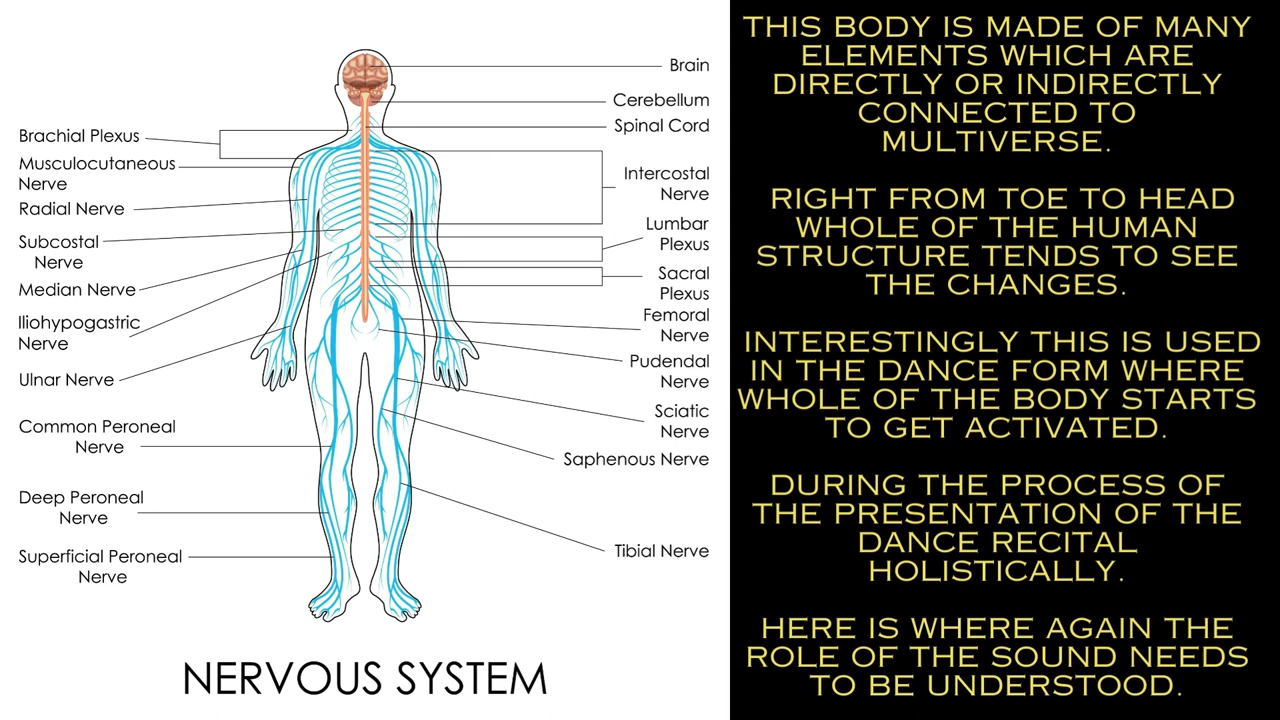 Brain
Cerebellum
Spinal Cord
Intercostal
Nerve
Lumbar
Plexus
Sacral
Plexus
Femoral
Nerve
Pudendal
Nerve
Sciatic
Nerve
Saphenous Nerve
Tibial Nerve
Brachial Plexus
Musculocutaneous
Nerve
Radial Nerve
Subcostal
Nerve
Median Nerve
Iliohypogastric
Nerve
Ulnar Nerve
Common Peroneal
Nerve
Deep Peroneal
Nerve
Superficial Peroneal
Nerve
NERVOUS SYSTEM
THIS BODY IS MADE OF MANY
ELEMENTS WHICH ARE
DIRECTLY OR INDIRECTLY
CONNECTED TO
MULTIVERSE.
RIGHT FROM TOE TO HEAD
WHOLE OF THE HUMAN
STRUCTURE TENDS TO SEE
THE CHANGES.
INTERESTINGLY THIS IS USED
IN THE DANCE FORM WHERE
WHOLE OF THE BODY STARTS
TO GET ACTIVATED.
DURING THE PROCESS OF
THE PRESENTATION OF THE
DANCE RECITAL
HOLISTICALLY.
HERE IS WHERE AGAIN THE
ROLE OF THE SOUND NEEDS
TO BE UNDERSTOOD.